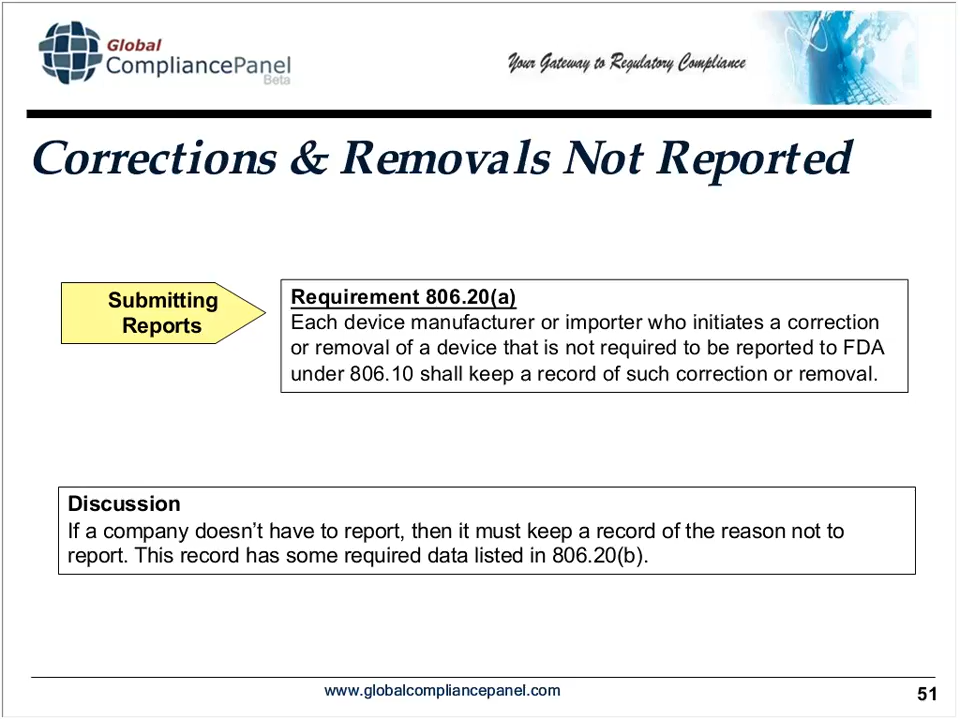 Global
CompliancePanel
Beta
Your Gateway to Regulatory Compliance
Corrections & Removals Not Reported
Submitting
Reports
Requirement 806.20(a)
Each device manufacturer or importer who initiates a correction
or removal of a device that is not required to be reported to FDA
under 806.10 shall keep a record of such correction or removal.
Discussion
If a company doesn’t have to report, then it must keep a record of the reason not to
report. This record has some required data listed in 806.20(b).
www.globalcompliancepanel.com
51